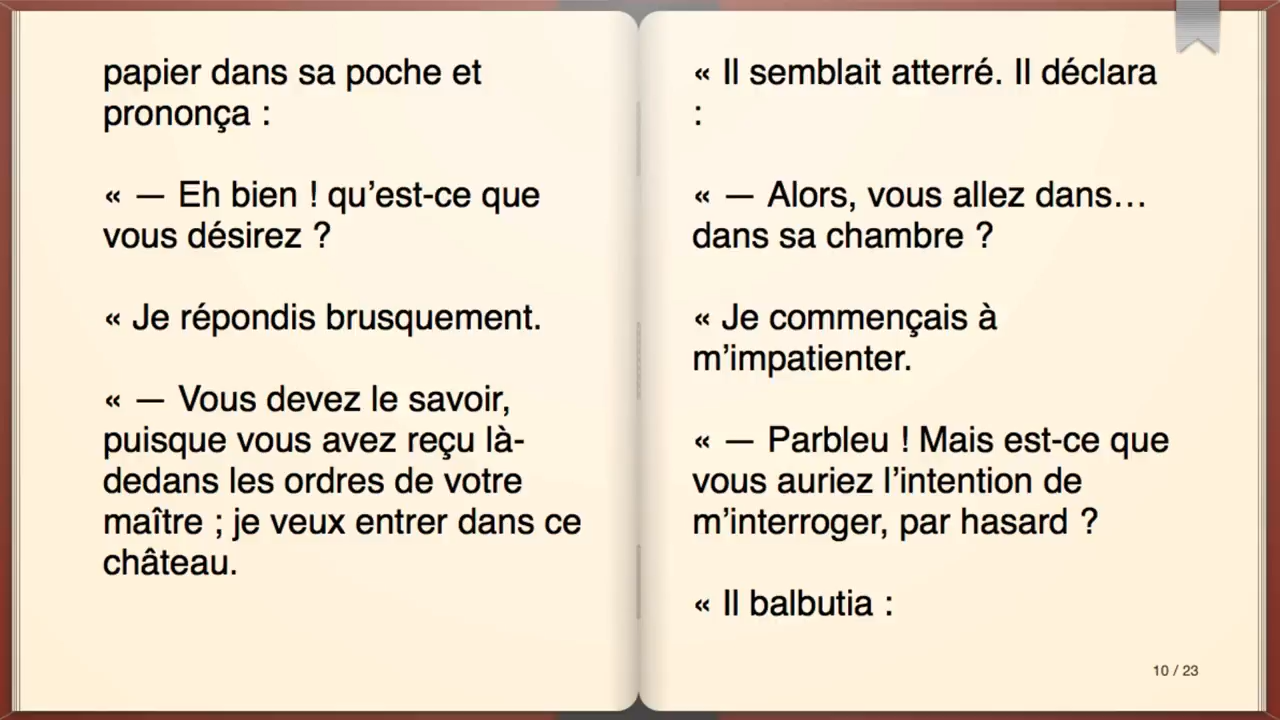 papier dans sa poche et
prononça :
« — Eh bien ! qu’est-ce que
vous désirez ?
« Je répondis brusquement.
« — Vous devez le savoir,
puisque vous avez reçu là-
dedans les ordres de votre
maître ; je veux entrer dans ce
château.
« Il semblait atterré. Il déclara
:
« — Alors, vous allez dans…
dans sa chambre ?
« Je commençais à
m’impatienter.
« — Parbleu ! Mais est-ce que
vous auriez l’intention de
m’interroger, par hasard ?
« Il balbutia :
10 / 23